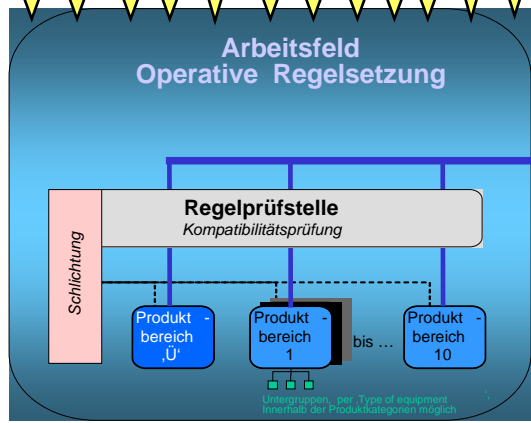 Arbeitsfeld
Operative Regelsetzung
Regelprüfstelle
Kompatibilitätsprüfung
Schlichtung
Produkt -
bereich
‚Ü‘
Produkt -
bereich
1
bis ...
Produkt -
bereich
10
Untergruppen, per ‚Type of equipment ‘,
Innerhalb der Produktkategorien möglich